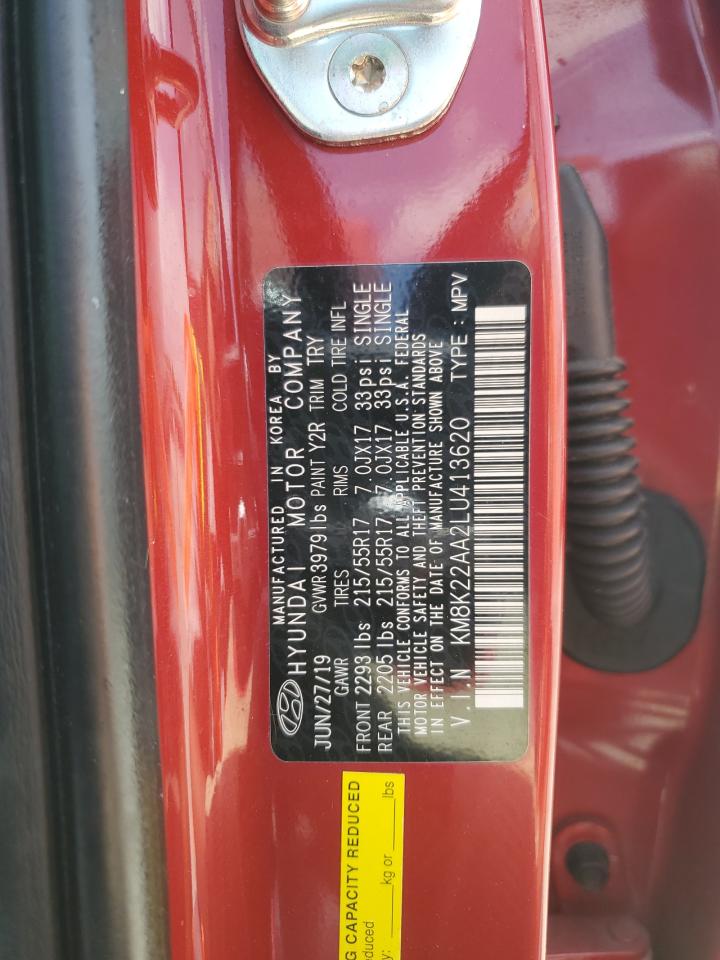 MANUFACTURED IN KOREA BY
HYUNDAI MOTOR COMPANY
JUN/27/19 GVWR 3979 lbs PAINT Y2R TRIM TRY
GAWR TIRES RIMS COLD TIRE INFL
FRONT 2293 lbs 215/55R17 7.0JX17 33psi SINGLE
REAR 2205 lbs 215/55R17 7.0JX17 33psi SINGLE
THIS VEHICLE CONFORMS TO ALL APPLICABLE U.S.A. FEDERAL
MOTOR VEHICLE SAFETY AND THEFT PREVENTION STANDARDS
IN EFFECT ON THE DATE OF MANUFACTURE SHOWN ABOVE
V.I.N KM8K22AA2LU413620 TYPE : MPV
G CAPACITY REDUCED
educed
y: ____kg or ____lbs